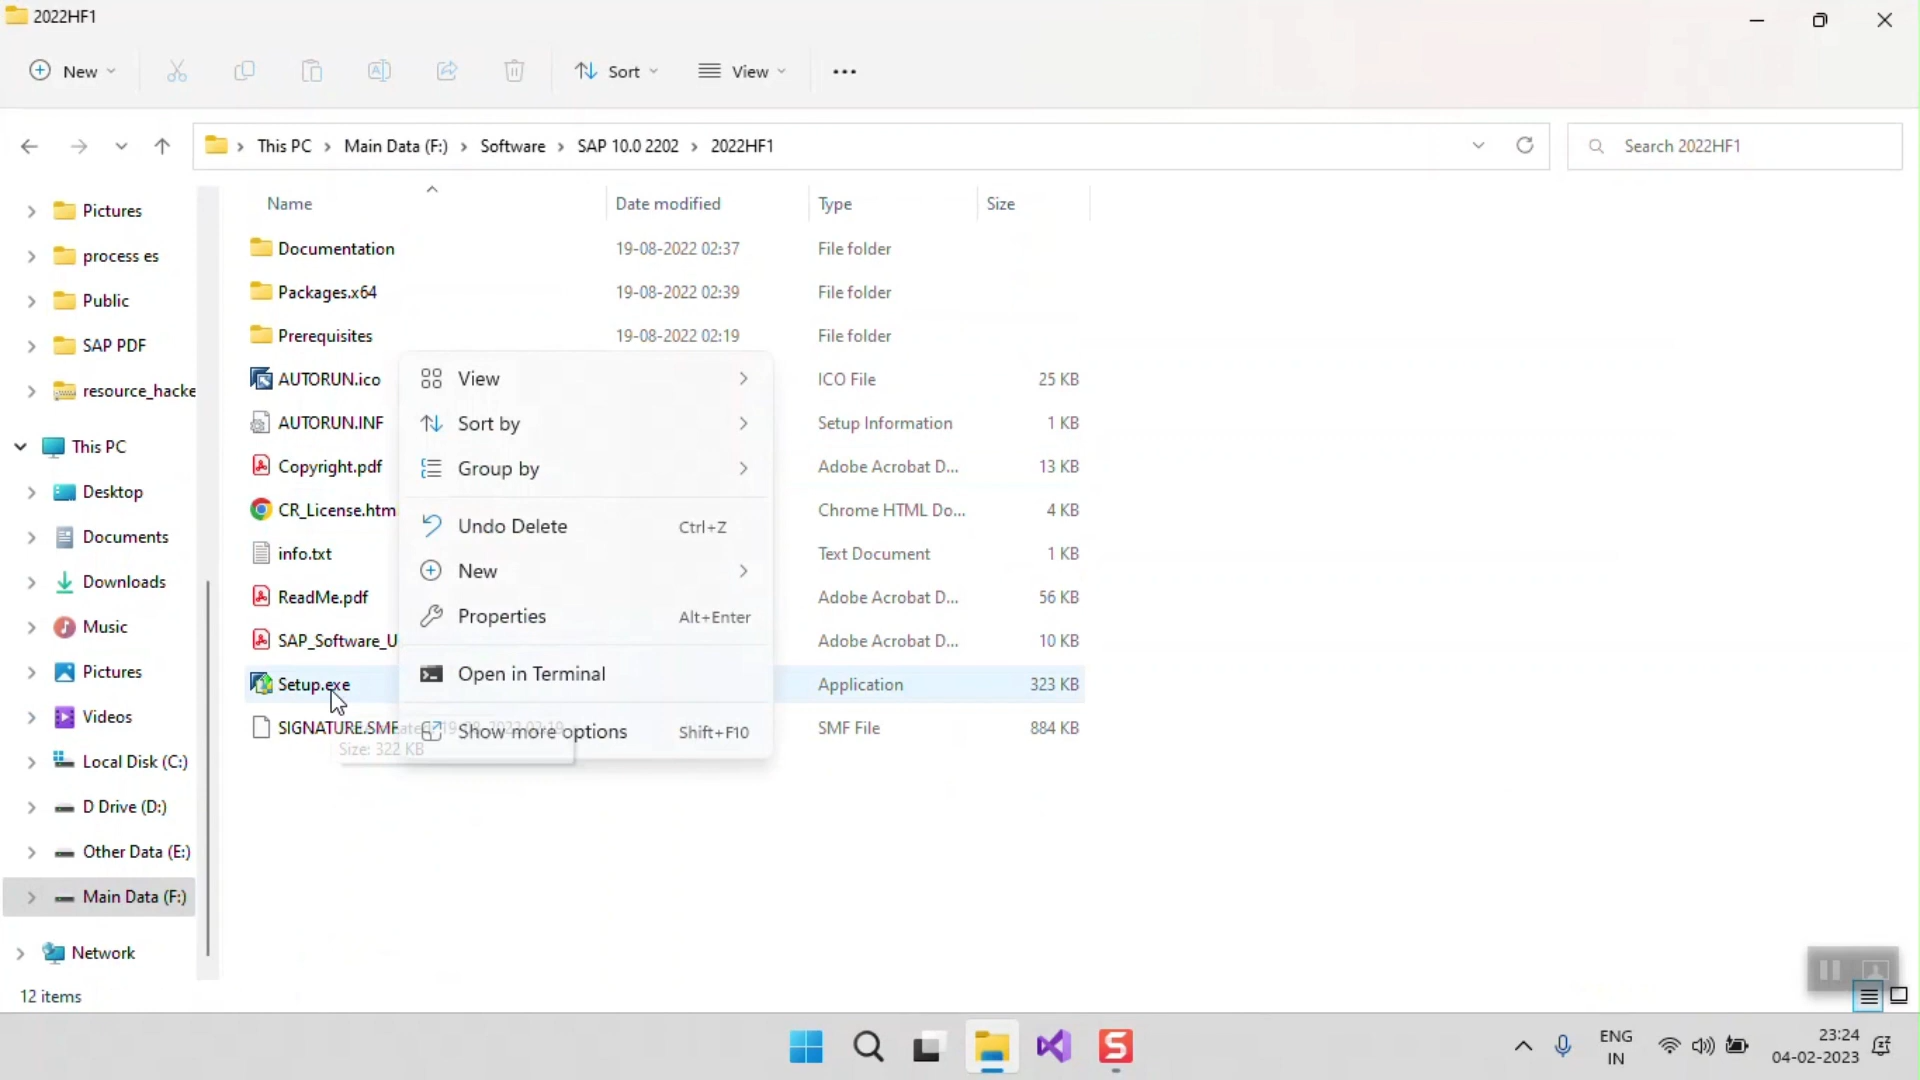 2022HF1
New
Sort
View
This PC
Main Data (F:)
Software
SAP 10.0 2202
2022HF1
Search 2022HF1
Name
Date modified
Type
Size
Pictures
process es
Public
SAP PDF
resource_hacke
This PC
Desktop
Documents
Downloads
Music
Pictures
Videos
Local Disk (C:)
D Drive (D:)
Other Data (E:)
Main Data (F:)
Network
Documentation 19-08-2022 02:37 File folder
Packages.x64 19-08-2022 02:39 File folder
Prerequisites 19-08-2022 02:19 File folder
AUTORUN.ico ICO File 25 KB
AUTORUN.INF Setup Information 1 KB
Copyright.pdf Adobe Acrobat D... 13 KB
CR_License.htm Chrome HTML Do... 4 KB
info.txt Text Document 1 KB
ReadMe.pdf Adobe Acrobat D... 56 KB
SAP_Software_U Adobe Acrobat D... 10 KB
Setup.exe Application 323 KB
SIGNATURE.SMF SMF File 884 KB
Size: 322 KB
View
Sort by
Group by
Undo Delete Ctrl+Z
New
Properties Alt+Enter
Open in Terminal
Show more options Shift+F10
12 items
ENG
IN
23:24
04-02-2023